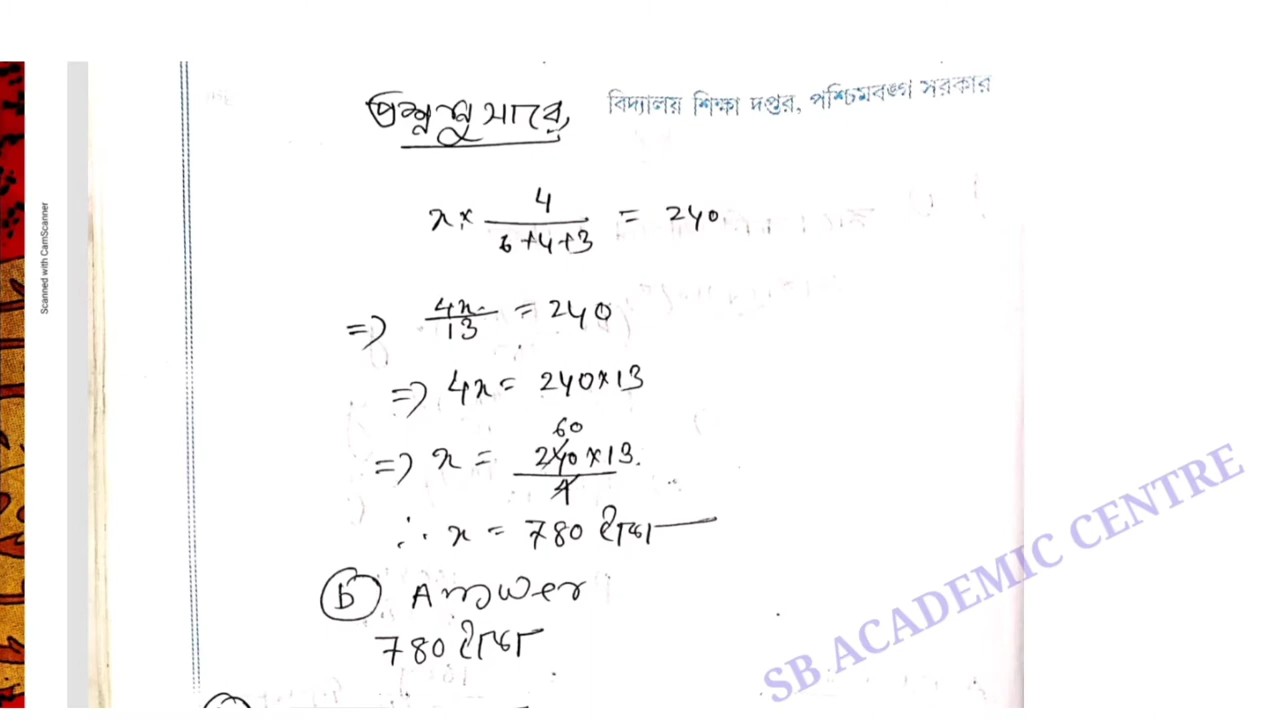 বিদ্যালয় শিক্ষা দপ্তর, পশ্চিমবঙ্গ সরকার
প্রশ্নানুসারে,
x × 4 / 6+4+3 = 240
=> 4x / 13 = 240
=> 4x = 240×13
60
=> x = 240×13 / 4
∴ x = 780 টাকা
(b) Answer
780 টাকা
Scanned with CamScanner
SB ACADEMIC CENTRE